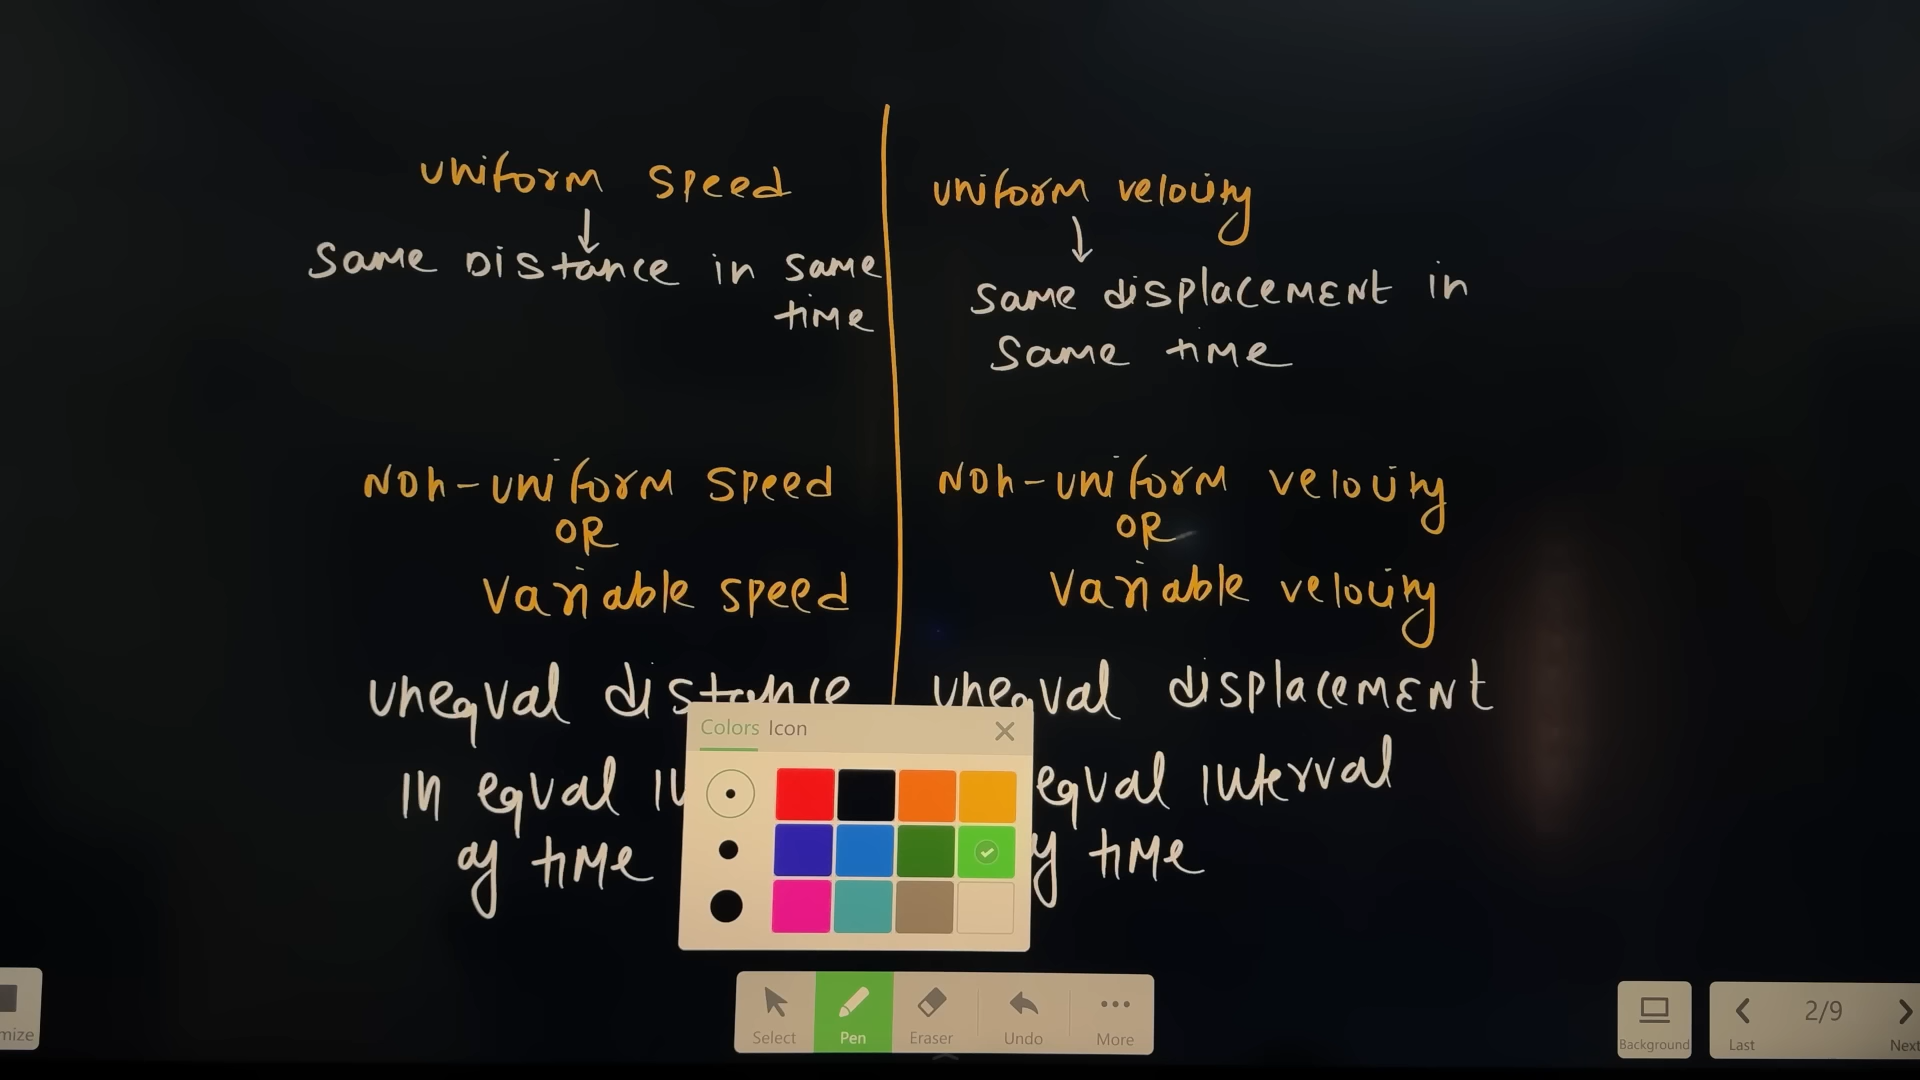 uniform speed
Same Distance in same
time
uniform velocity
same displacement in
Same time
Non-uniform Speed
OR
Variable speed
unequal distance
in equal
of time
Non-uniform velocity
OR
Variable velocity
unequal displacement
equal interval
time
Colors Icon
Select
Pen
Eraser
Undo
More
Background
2/9
Last
Next